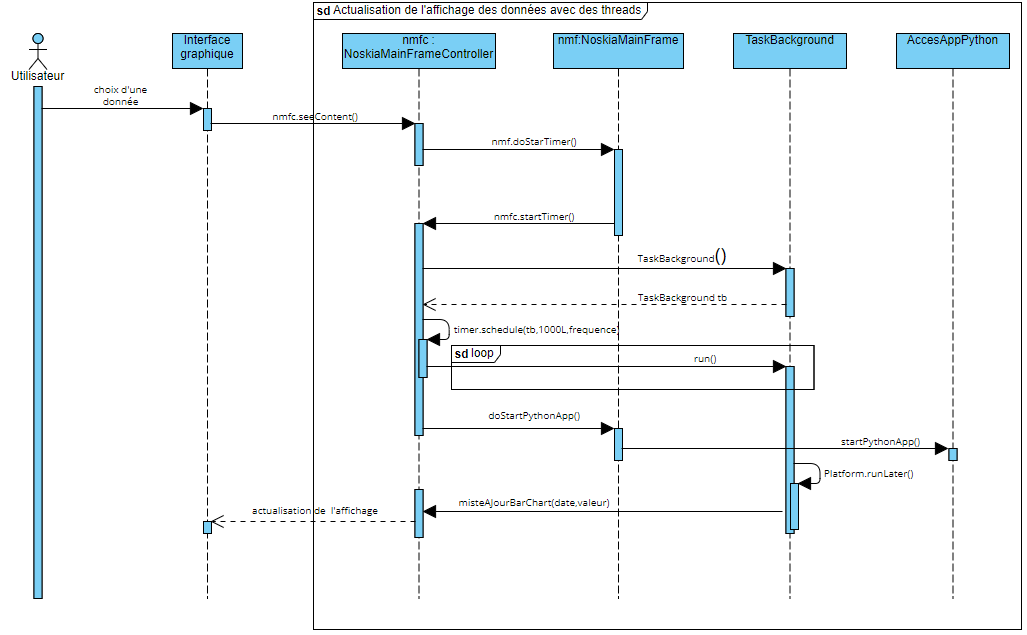 sd Actualisation de l'affichage des données avec des threads
Utilisateur
Interface
graphique
nmfc :
NoskiaMainFrameController
nmf:NoskiaMainFrame
TaskBackground
AccesAppPython
choix d'une
donnée
nmfc.seeContent()
nmf.doStarTimer()
nmfc.startTimer()
TaskBackground()
TaskBackground tb
timer.schedule(tb,1000L,frequence)
sd loop
run()
doStartPythonApp()
startPythonApp()
Platform.runLater()
misteAJourBarChart(date,valeur)
actualisation de l'affichage